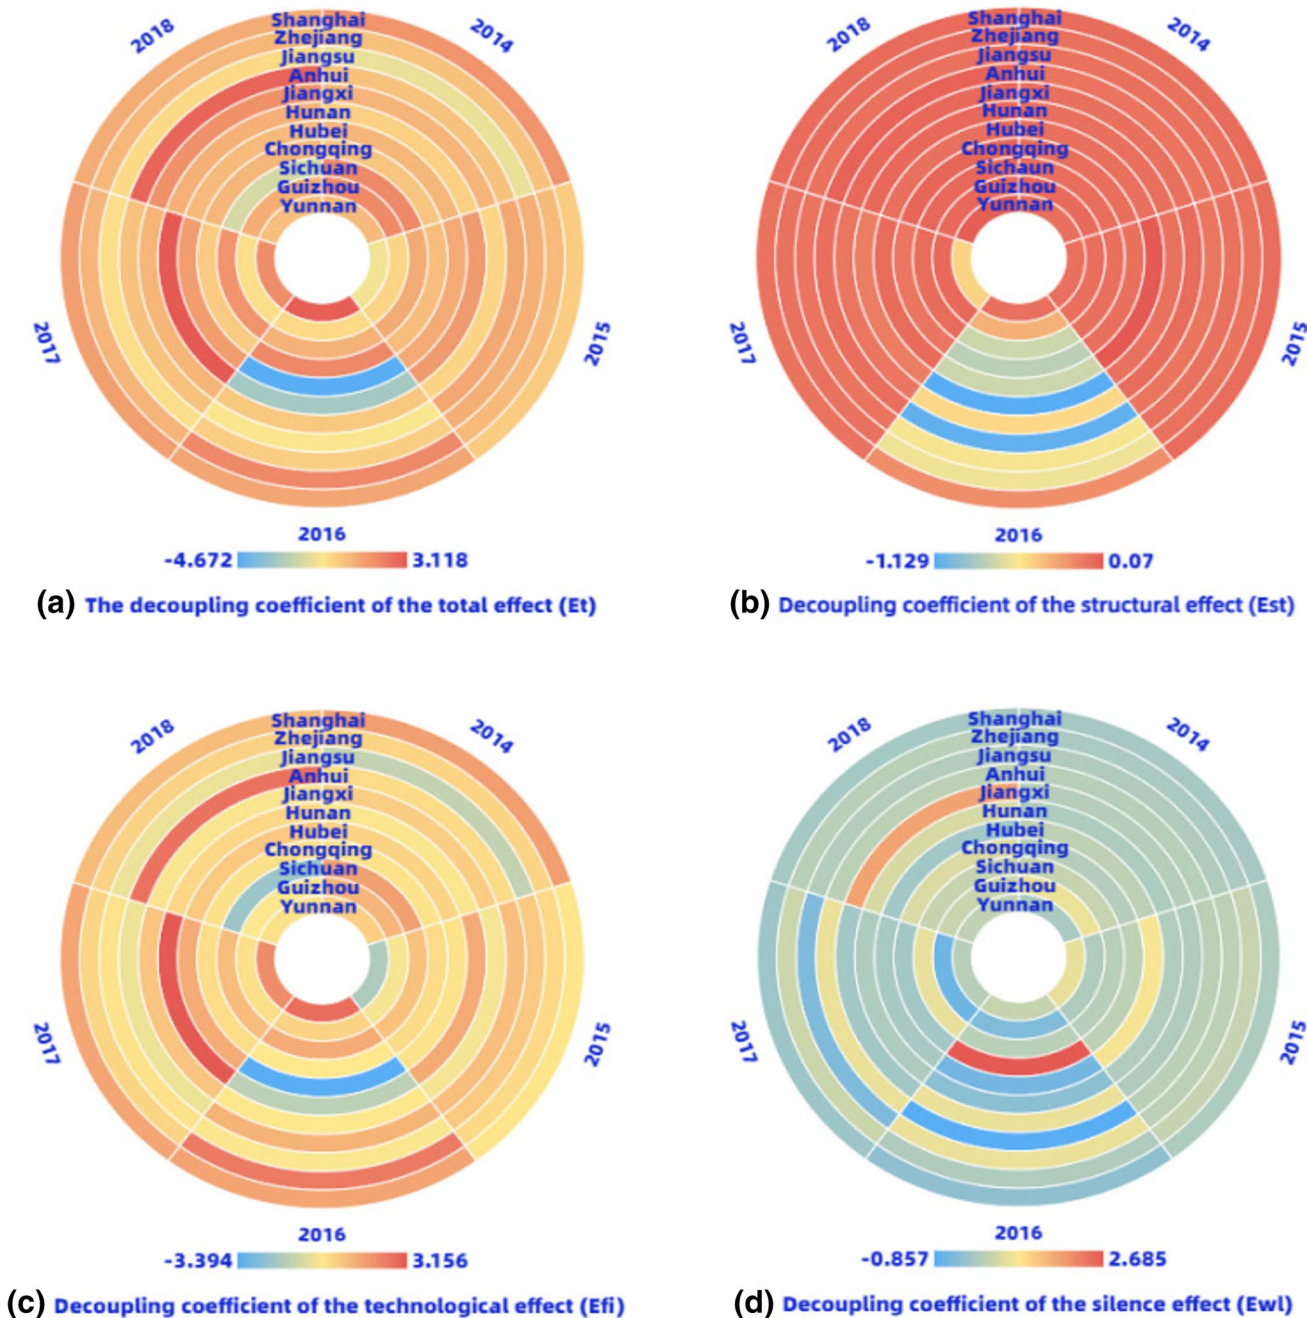 Shanghai
Zhejiang
Jiangsu
Anhui
Jiangxi
Hunan
Hubei
Chongqing
Sichuan
Guizhou
Yunnan
2018
2014
2017
2015
2016
-4.672 3.118
(a) The decoupling coefficient of the total effect (Et)
Shanghai
Zhejiang
Jiangsu
Anhui
Jiangxi
Hunan
Hubei
Chongqing
Sichaun
Guizhou
Yunnan
2018
2014
2017
2015
2016
-1.129 0.07
(b) Decoupling coefficient of the structural effect (Est)
Shanghai
Zhejiang
Jiangsu
Anhui
Jiangxi
Hunan
Hubei
Chongqing
Sichuan
Guizhou
Yunnan
2018
2014
2017
2015
2016
-3.394 3.156
(c) Decoupling coefficient of the technological effect (Efi)
Shanghai
Zhejiang
Jiangsu
Anhui
Jiangxi
Hunan
Hubei
Chongqing
Sichuan
Guizhou
Yunnan
2018
2014
2017
2015
2016
-0.857 2.685
(d) Decoupling coefficient of the silence effect (Ewl)